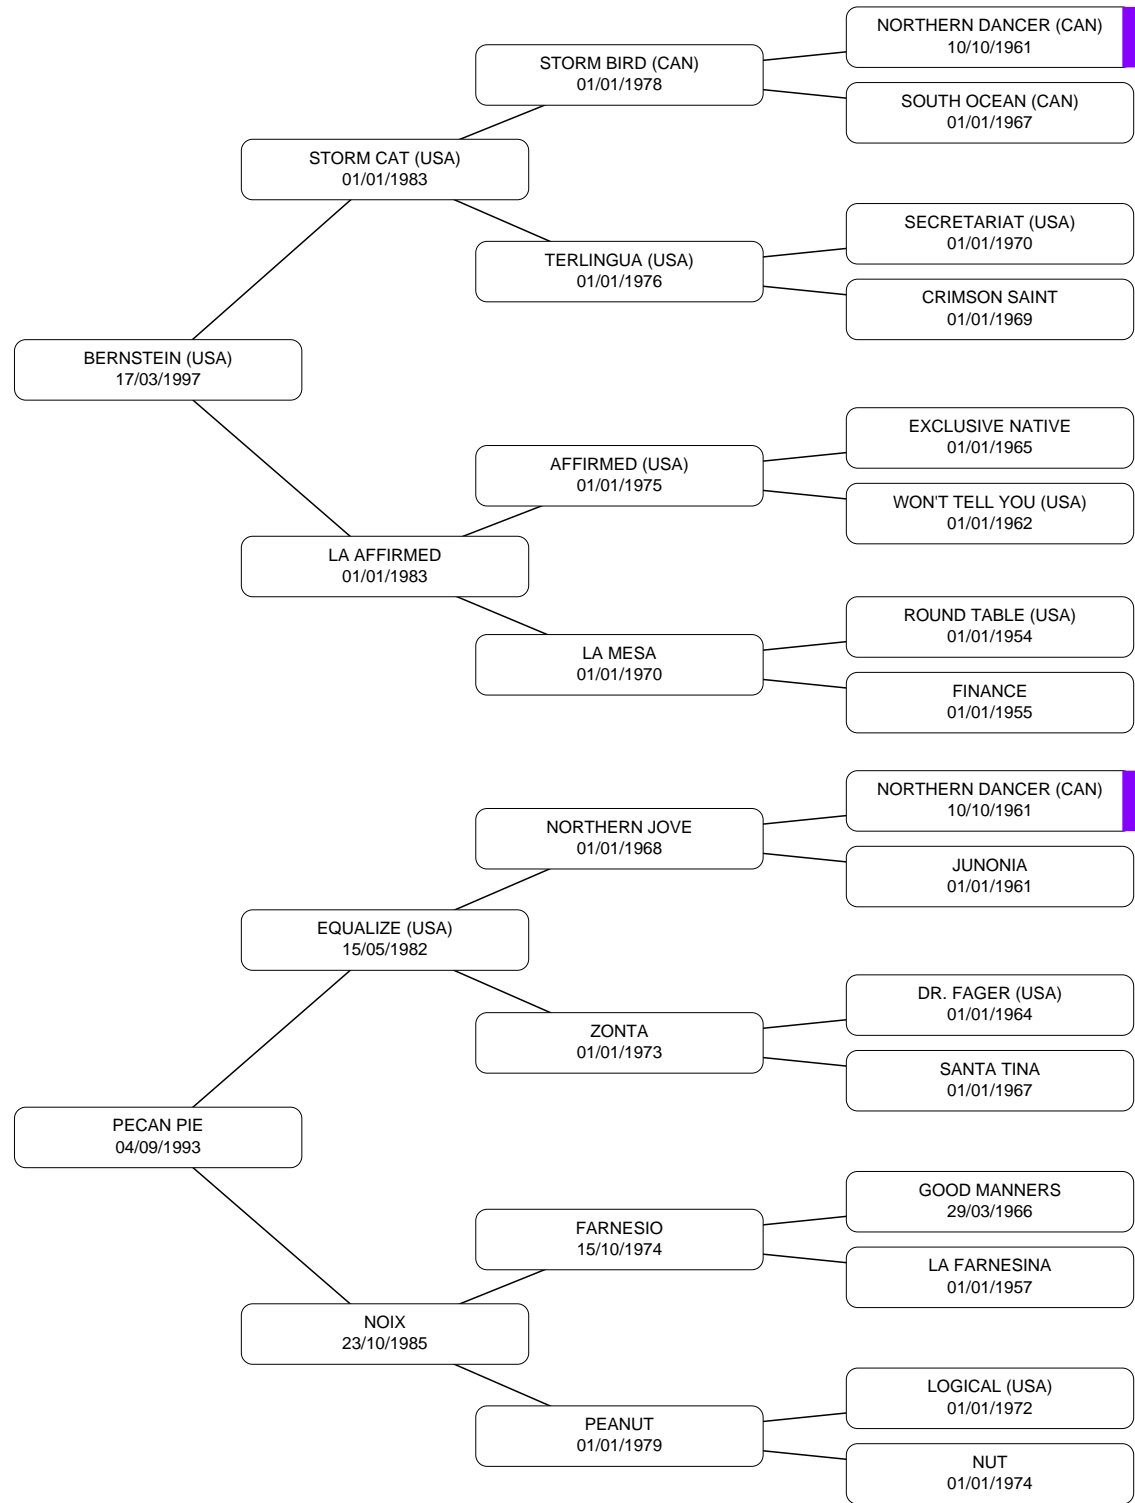 NORTHERN DANCER (CAN)
10/10/1961
STORM BIRD (CAN)
01/01/1978
SOUTH OCEAN (CAN)
01/01/1967
STORM CAT (USA)
01/01/1983
SECRETARIAT (USA)
01/01/1970
TERLINGUA (USA)
01/01/1976
CRIMSON SAINT
01/01/1969
BERNSTEIN (USA)
17/03/1997
EXCLUSIVE NATIVE
01/01/1965
AFFIRMED (USA)
01/01/1975
WON'T TELL YOU (USA)
01/01/1962
LA AFFIRMED
01/01/1983
ROUND TABLE (USA)
01/01/1954
LA MESA
01/01/1970
FINANCE
01/01/1955
NORTHERN DANCER (CAN)
10/10/1961
NORTHERN JOVE
01/01/1968
JUNONIA
01/01/1961
EQUALIZE (USA)
15/05/1982
DR. FAGER (USA)
01/01/1964
ZONTA
01/01/1973
SANTA TINA
01/01/1967
PECAN PIE
04/09/1993
GOOD MANNERS
29/03/1966
FARNESIO
15/10/1974
LA FARNESINA
01/01/1957
NOIX
23/10/1985
LOGICAL (USA)
01/01/1972
PEANUT
01/01/1979
NUT
01/01/1974